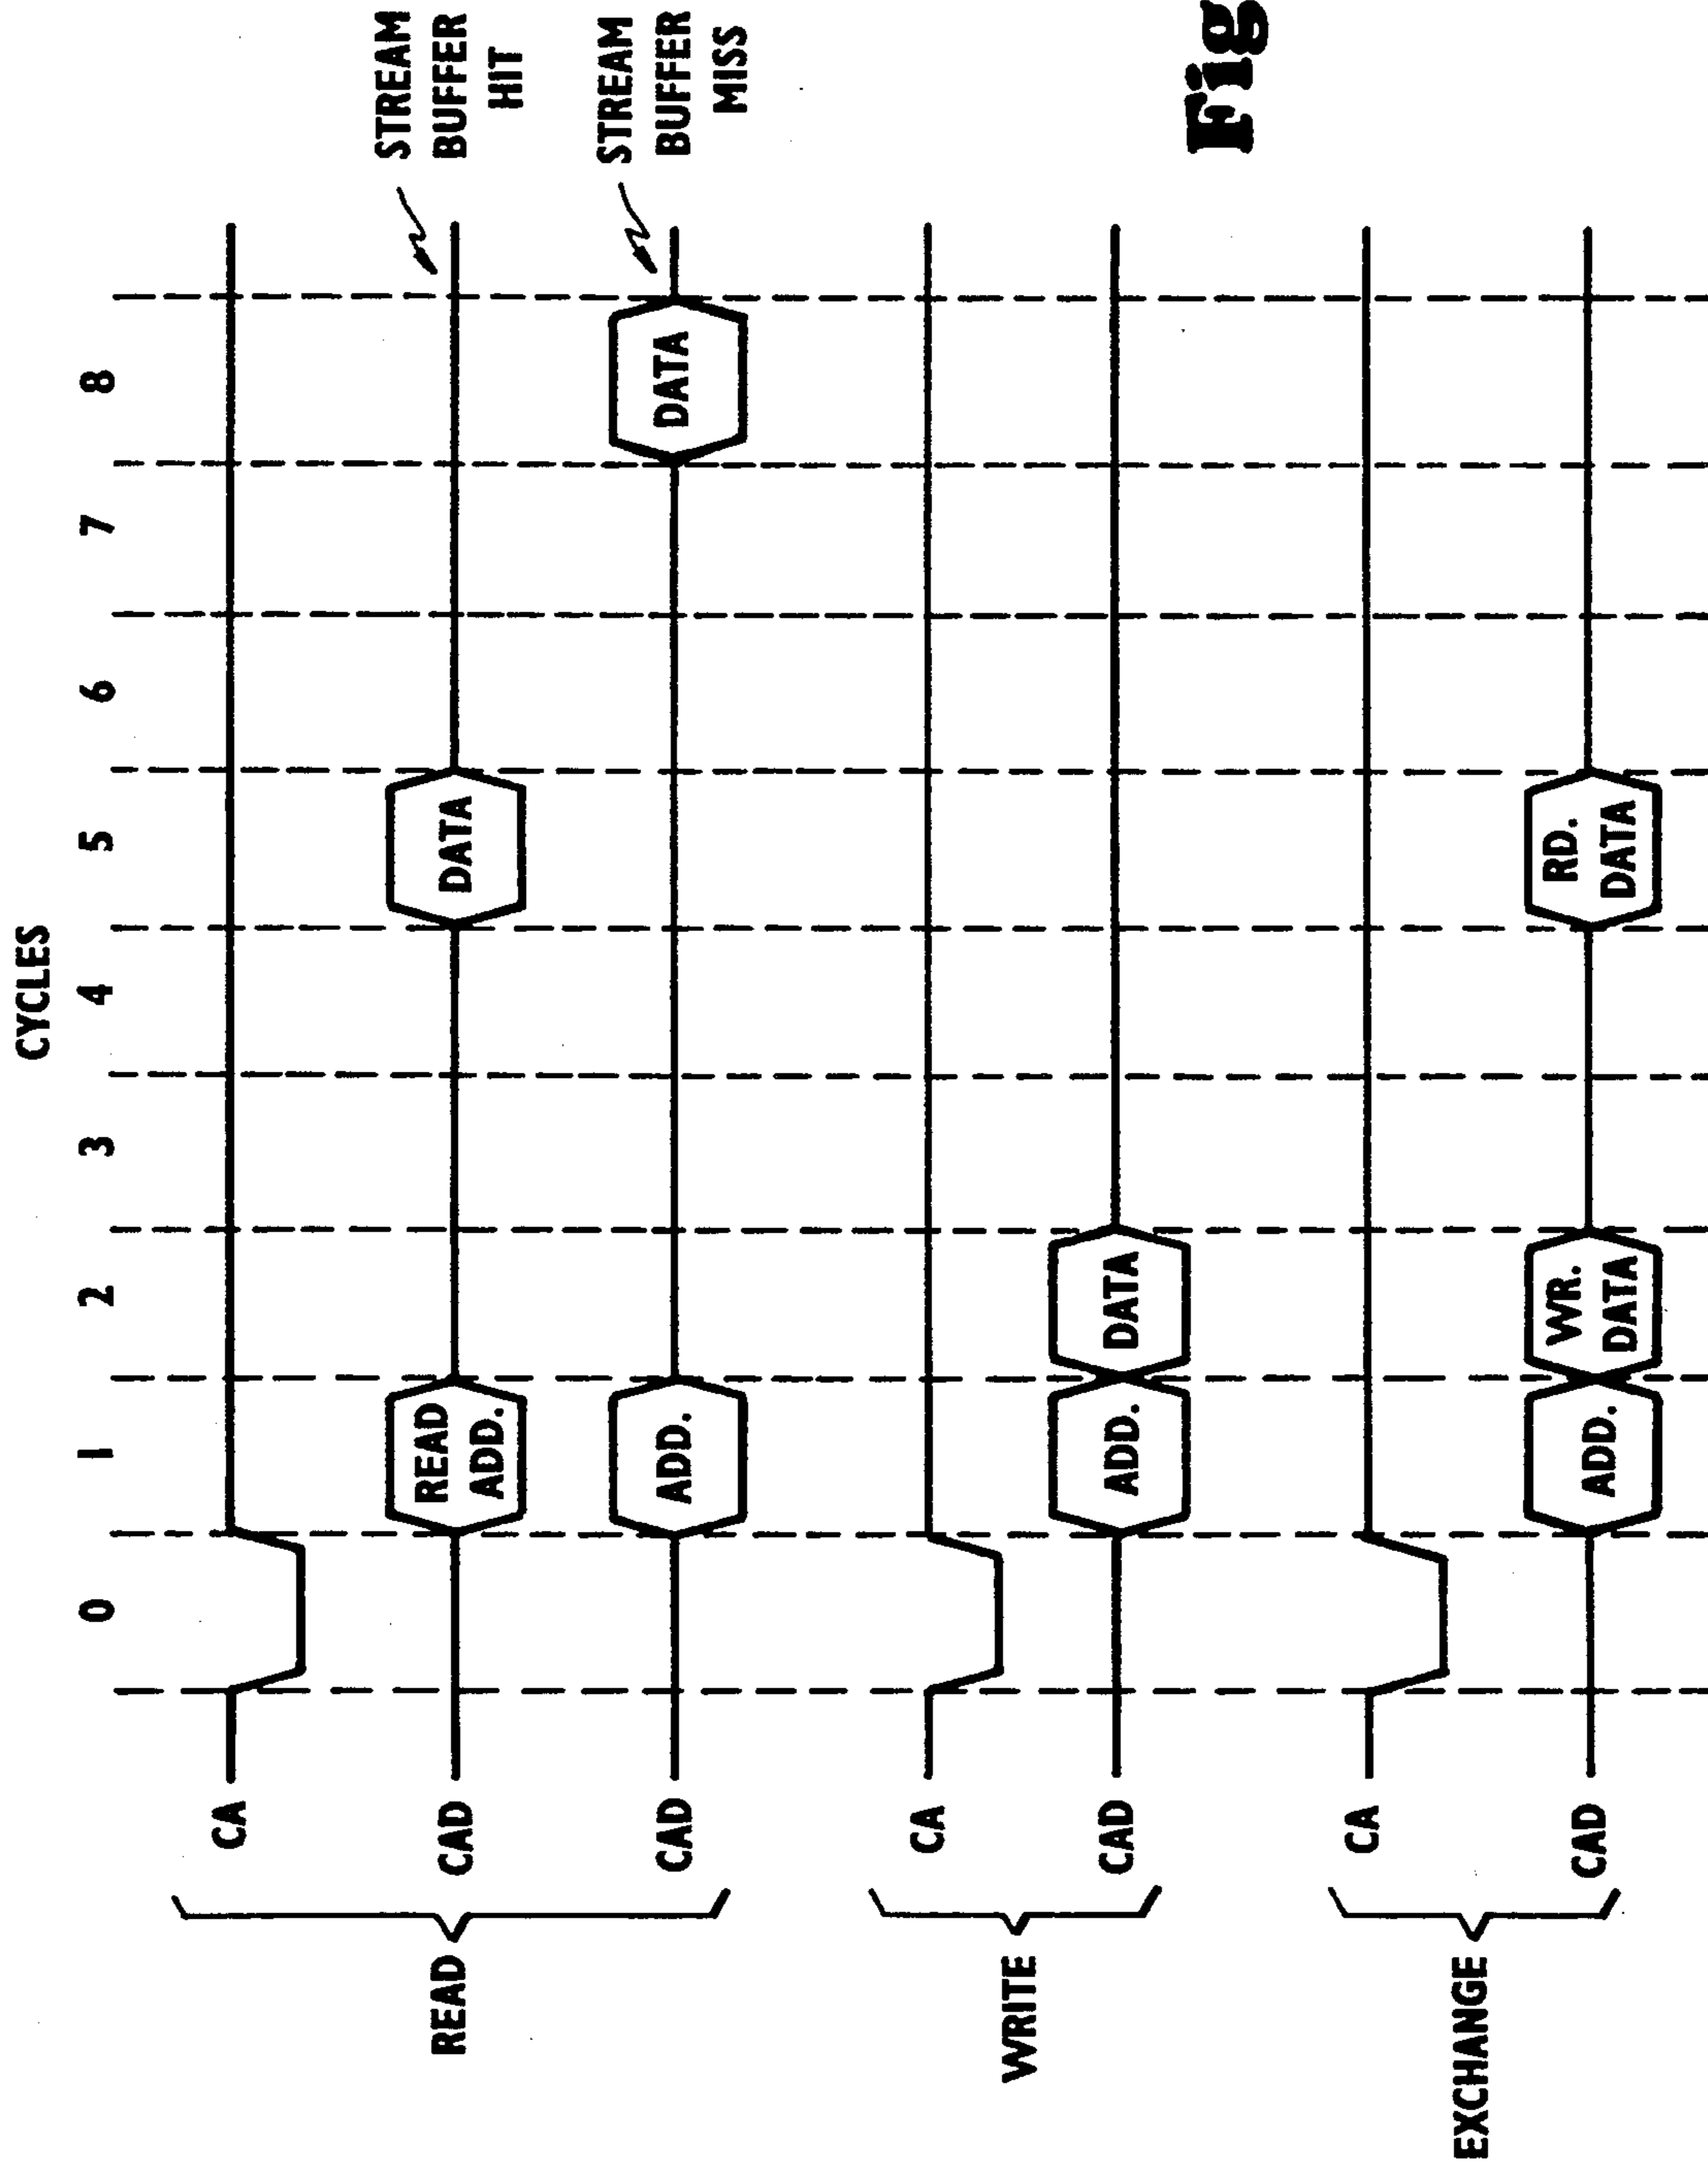 CYCLES
0 1 2 3 4 5 6 7 8
READ
CA
CAD
READ
ADD.
DATA
STREAM
BUFFER
HIT
CAD
ADD.
DATA
STREAM
BUFFER
MISS
WRITE
CA
CAD
ADD.
DATA
EXCHANGE
CA
CAD
ADD.
WR.
DATA
RD.
DATA
Fig